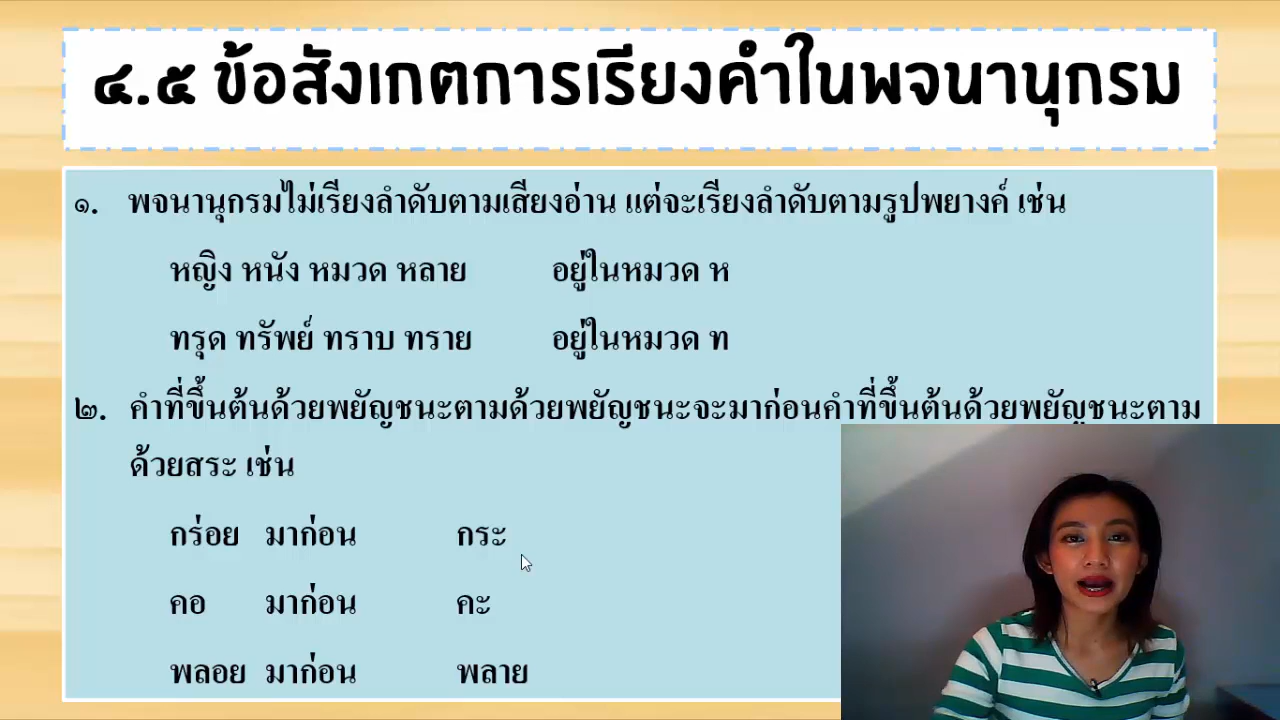 ๔.๕ ข้อสังเกตการเรียงคำในพจนานุกรม
๑. พจนานุกรมไม่เรียงลำดับตามเสียงอ่าน แต่จะเรียงลำดับตามรูปพยางค์ เช่น
หญิง หนัง หมวด หลาย อยู่ในหมวด ห
ทรุด ทรัพย์ ทราบ ทราย อยู่ในหมวด ท
๒. คำที่ขึ้นต้นด้วยพยัญชนะตามด้วยพยัญชนะจะมาก่อนคำที่ขึ้นต้นด้วยพยัญชนะตาม
ด้วยสระ เช่น
กร่อย มาก่อน กระ
คอ มาก่อน คะ
พลอย มาก่อน พลาย